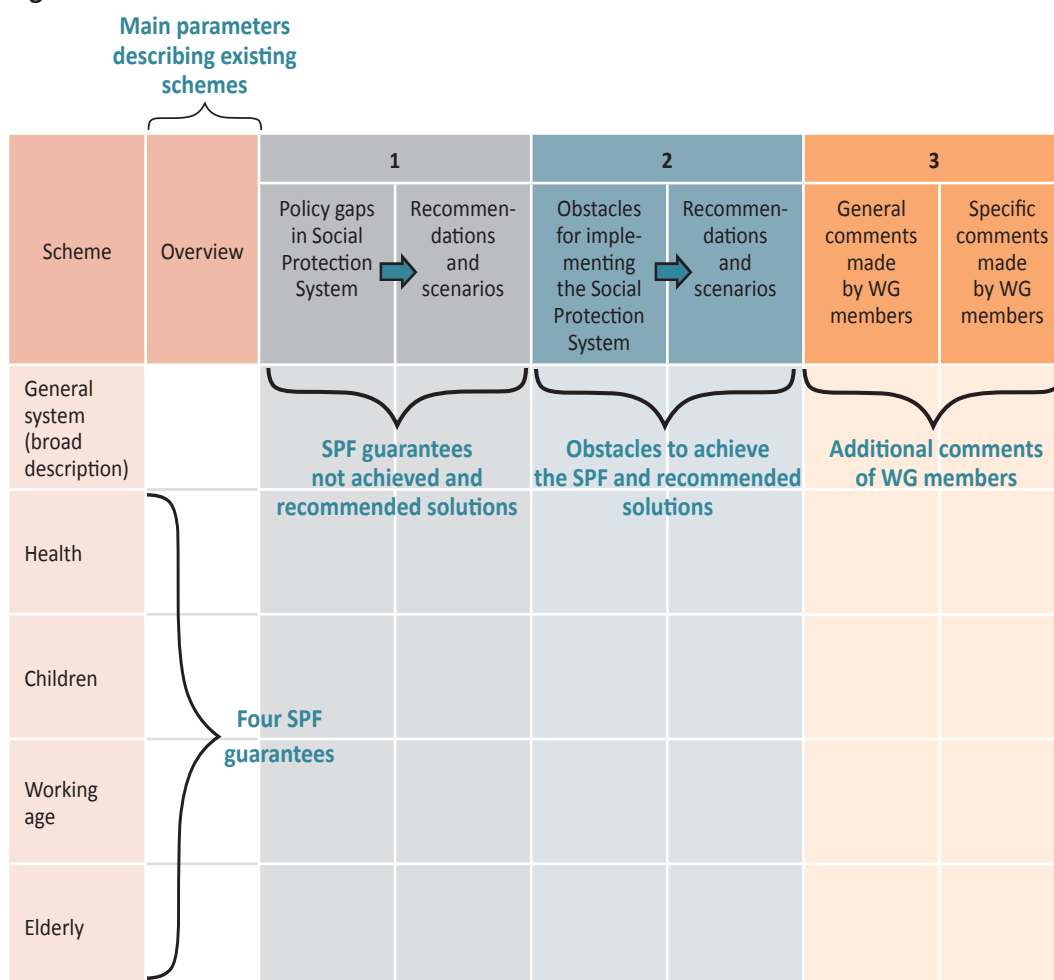 Main parameters
describing existing
schemes
Scheme
Overview
1
Policy gaps
in Social
Protection
System
Recommen-
dations
and
scenarios
2
Obstacles
for imple-
menting
the Social
Protection
System
Recommen-
dations
and
scenarios
3
General
comments
made
by WG
members
Specific
comments
made
by WG
members
General
system
(broad
description)
SPF guarantees
not achieved and
recommended solutions
Obstacles to achieve
the SPF and recommended
solutions
Additional comments
of WG members
Health
Children
Four SPF
guarantees
Working
age
Elderly